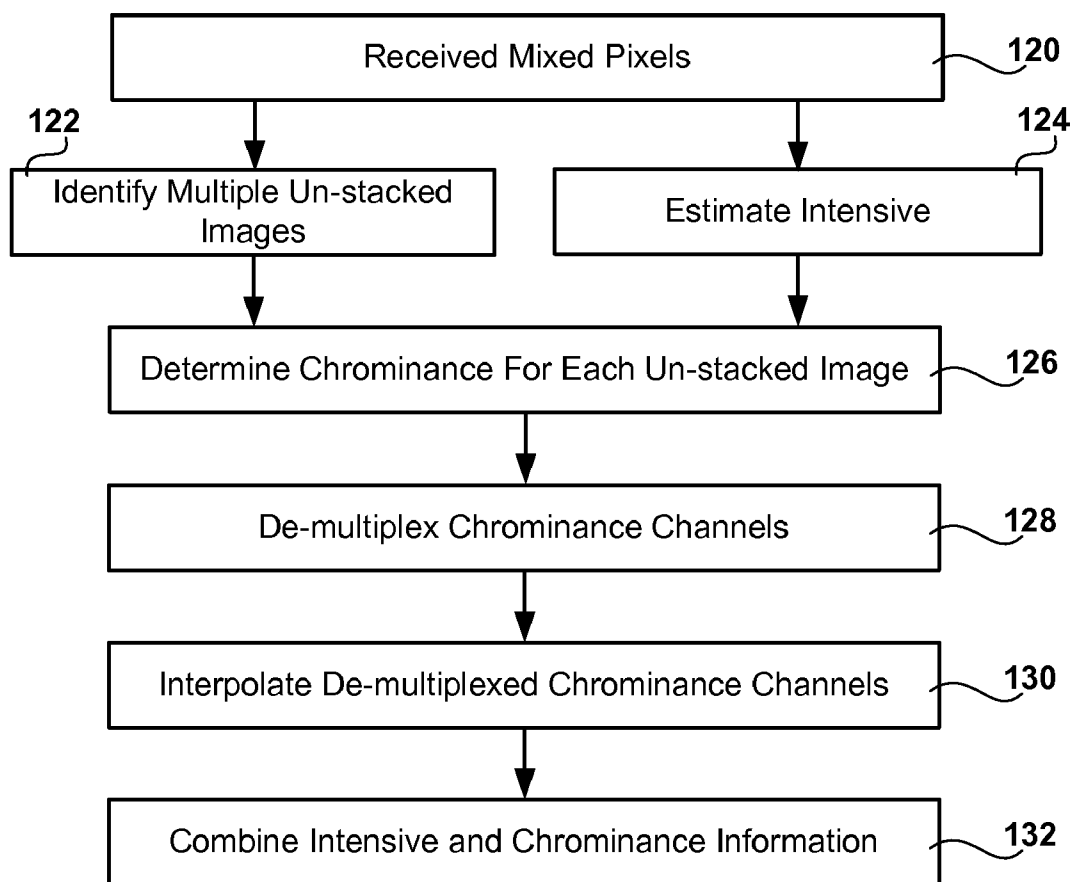 Received Mixed Pixels
120
122
124
Identify Multiple Un-stacked
Images
Estimate Intensive
Determine Chrominance For Each Un-stacked Image
126
De-multiplex Chrominance Channels
128
Interpolate De-multiplexed Chrominance Channels
130
Combine Intensive and Chrominance Information
132